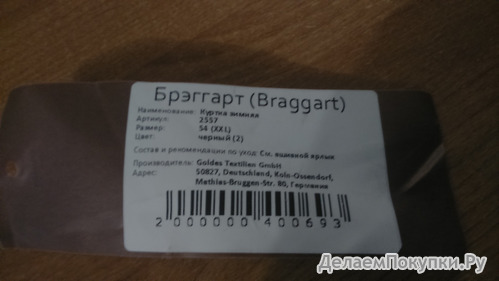 Брэггарт (Braggart)
Наименование: Куртка зимняя
Артикул: 2557
Размер: 54 (XXL)
Цвет: черный (2)
Состав и рекомендации по уход: См. вшивной ярлык
Производитель: Goldes Textilien GmbH
Адрес: 50827, Deutschland, Koln-Ossendorf,
Mathias-Bruggen-Str. 80, Германия
2 000000 400693
ДелаемПокупки.Ру